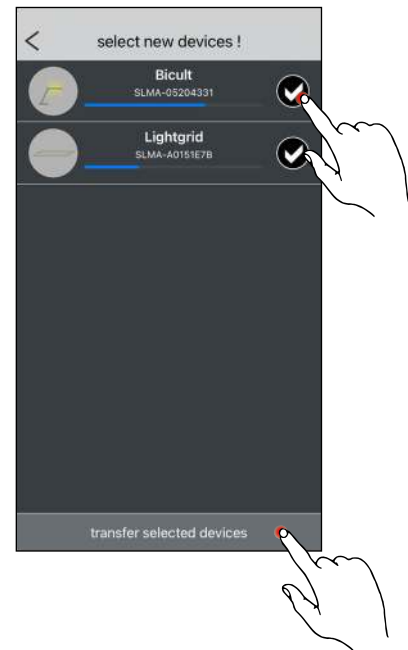 select new devices !
Bicult
SLMA-05204331
Lightgrid
SLMA-A0151E7B
transfer selected devices